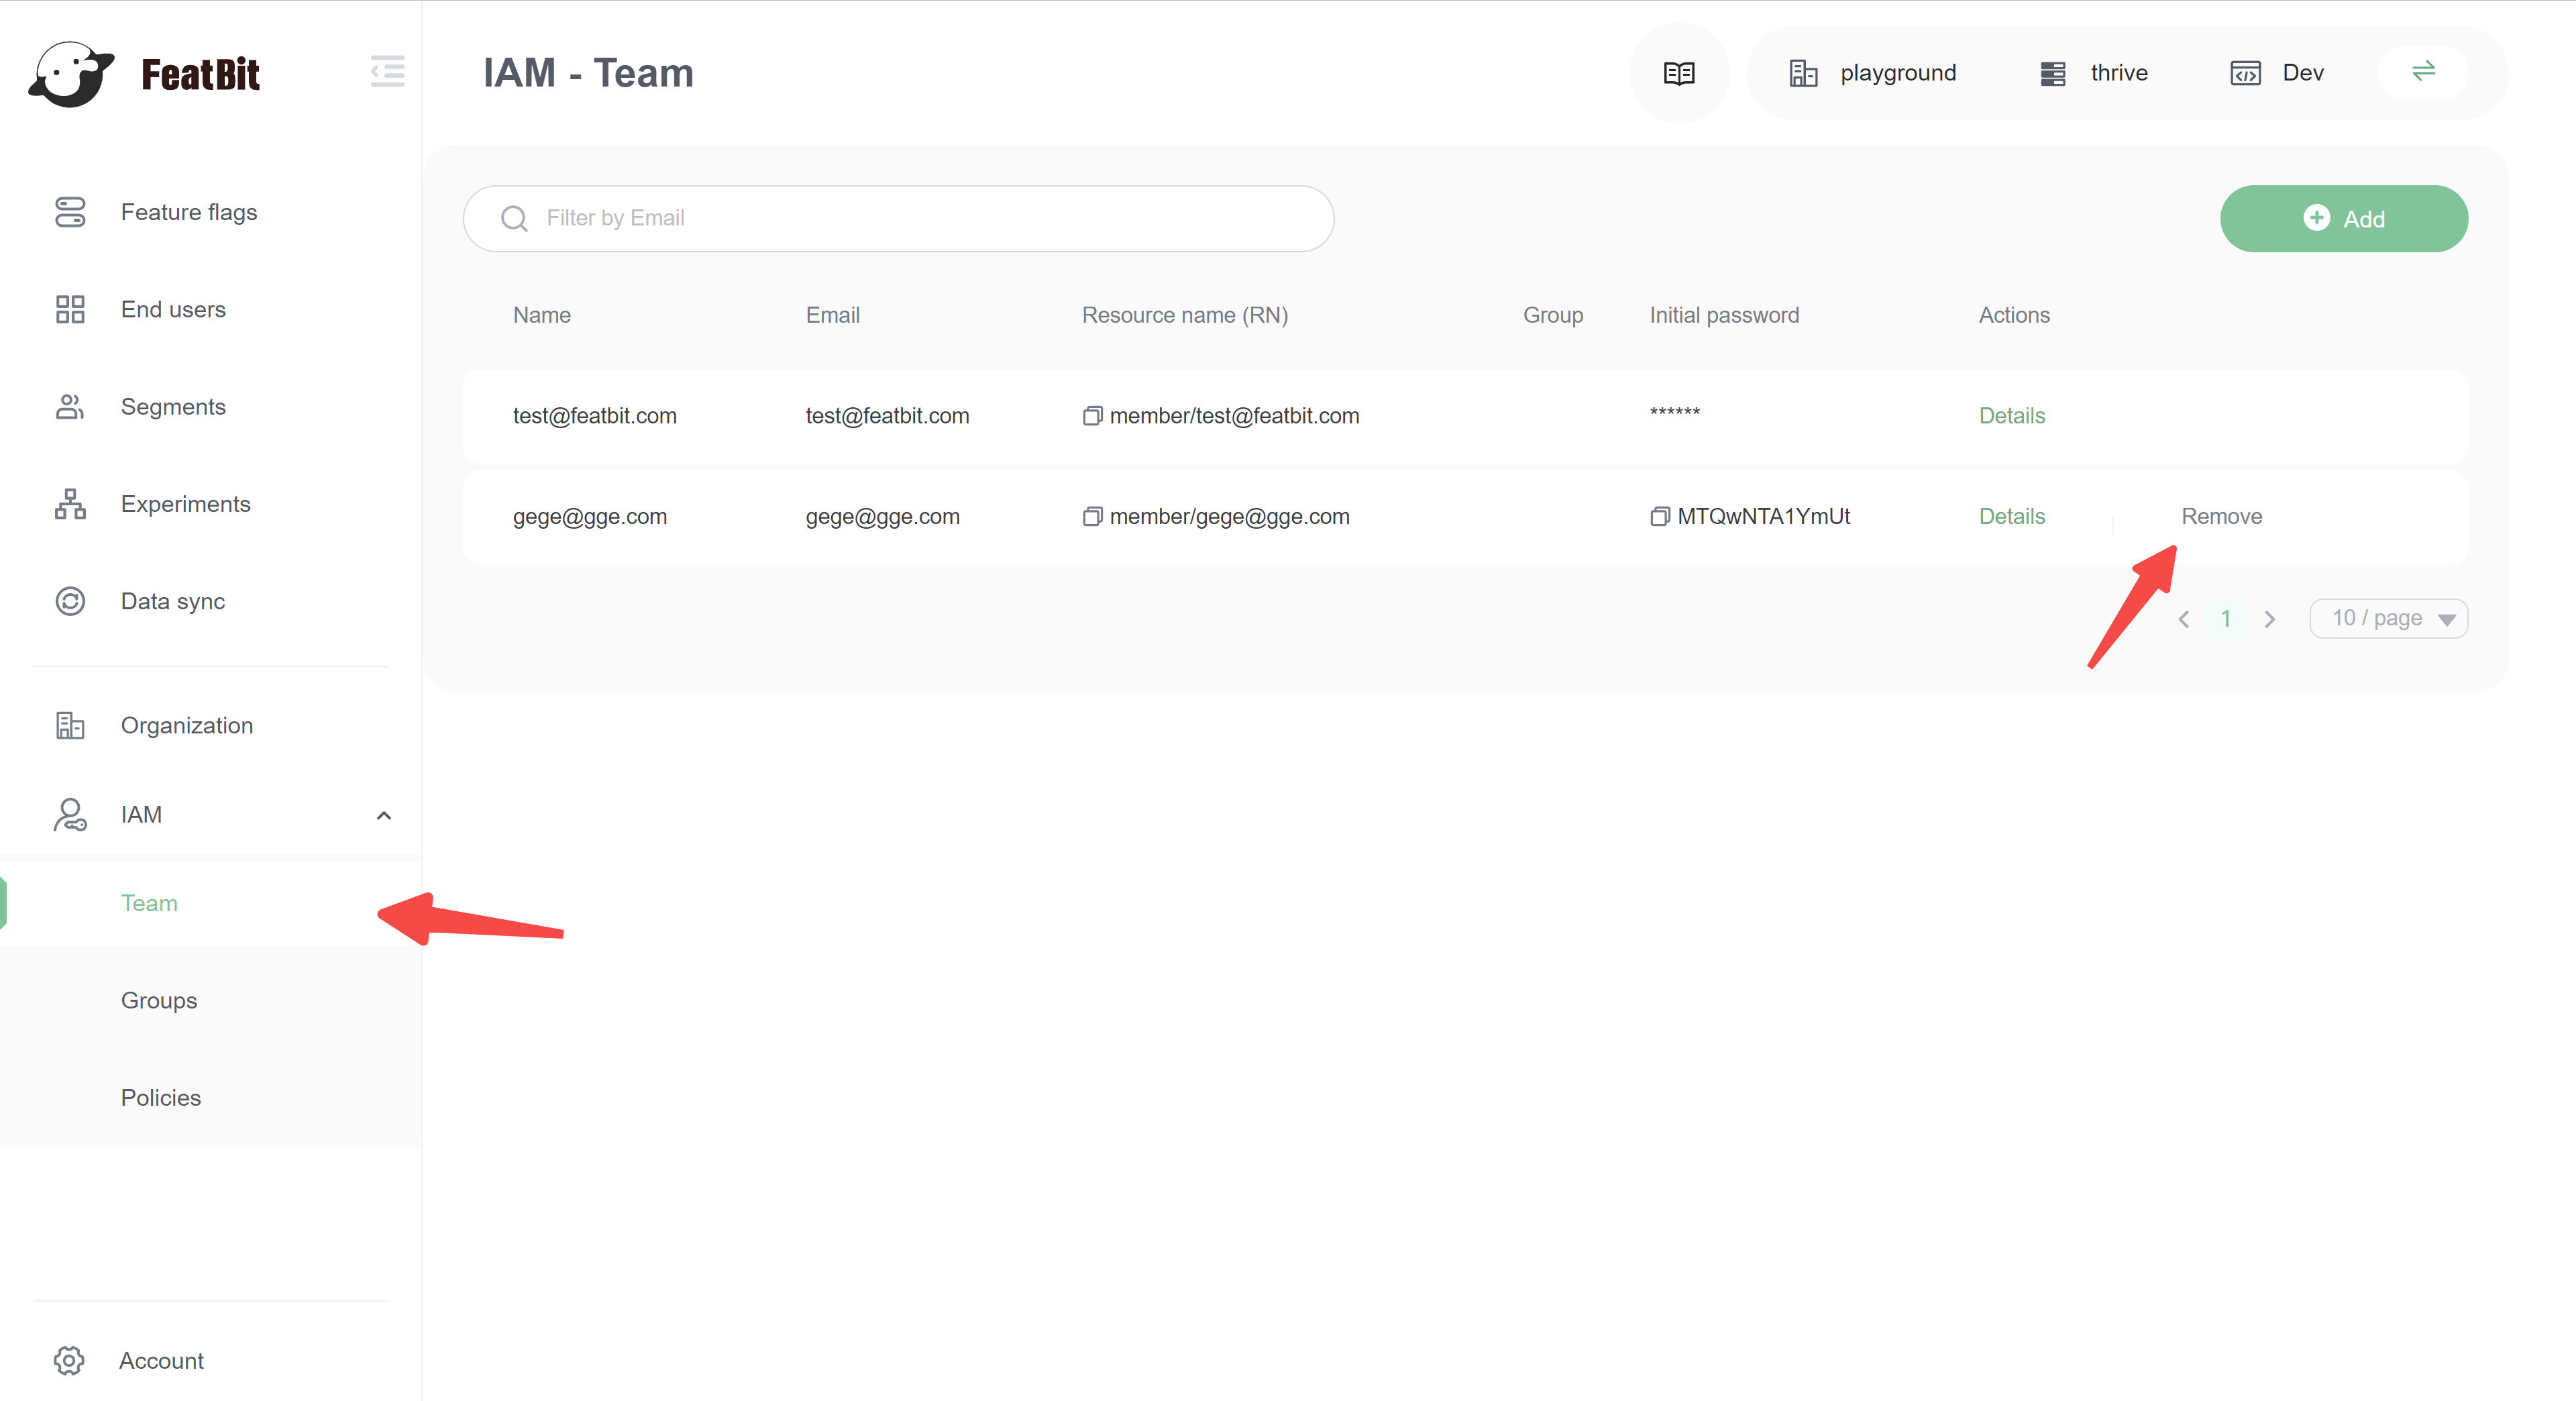 FeatBit
IAM - Team
playground
thrive
Dev
Feature flags
End users
Segments
Experiments
Data sync
Organization
IAM
Team
Groups
Policies
Account
Filter by Email
Add
Name Email Resource name (RN) Group Initial password Actions
test@featbit.com test@featbit.com member/test@featbit.com ****** Details
gege@gge.com gege@gge.com member/gege@gge.com MTQwNTA1YmUt Details Remove
1 10 / page